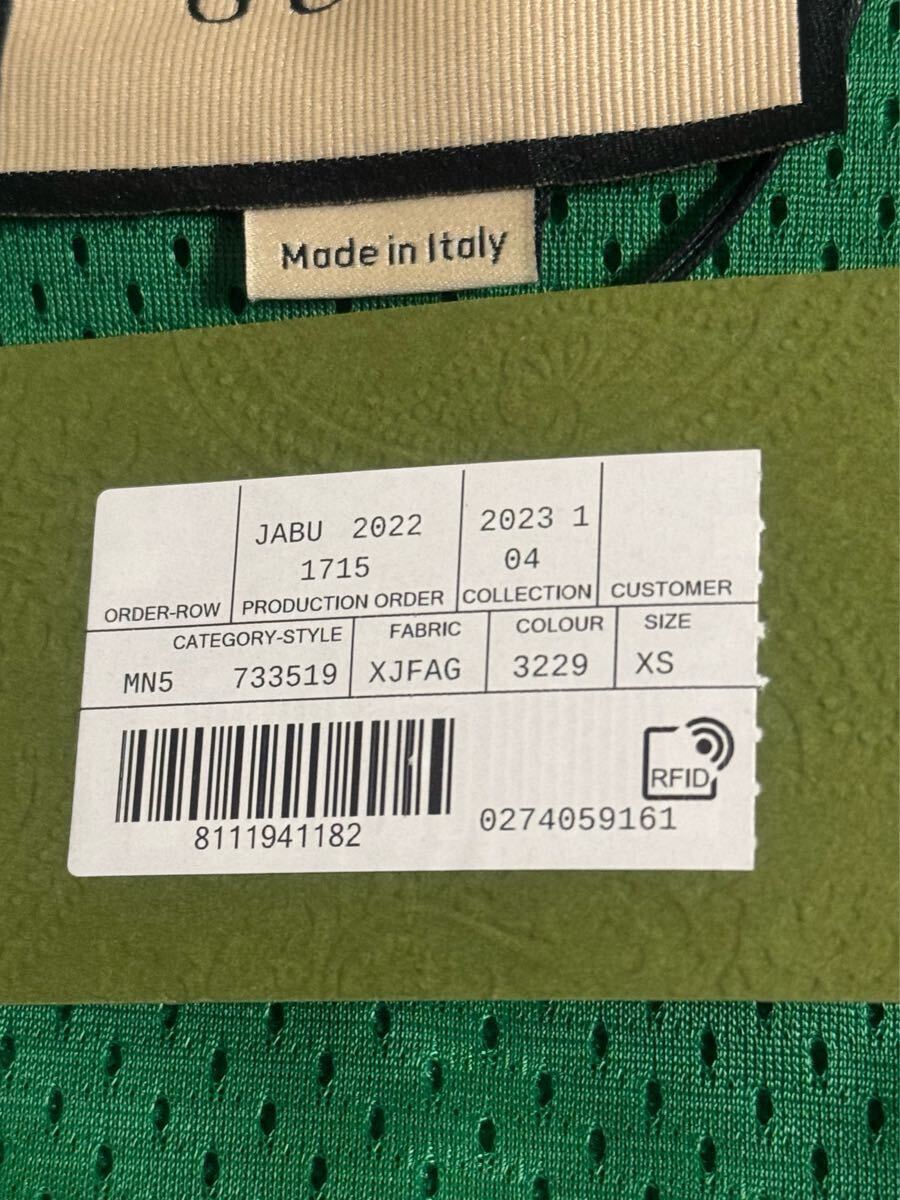 Made in Italy
JABU 2022 2023 1
1715 04
ORDER-ROW PRODUCTION ORDER COLLECTION CUSTOMER
CATEGORY-STYLE FABRIC COLOUR SIZE
MN5 733519 XJFAG 3229 XS
RFID
8111941182 0274059161